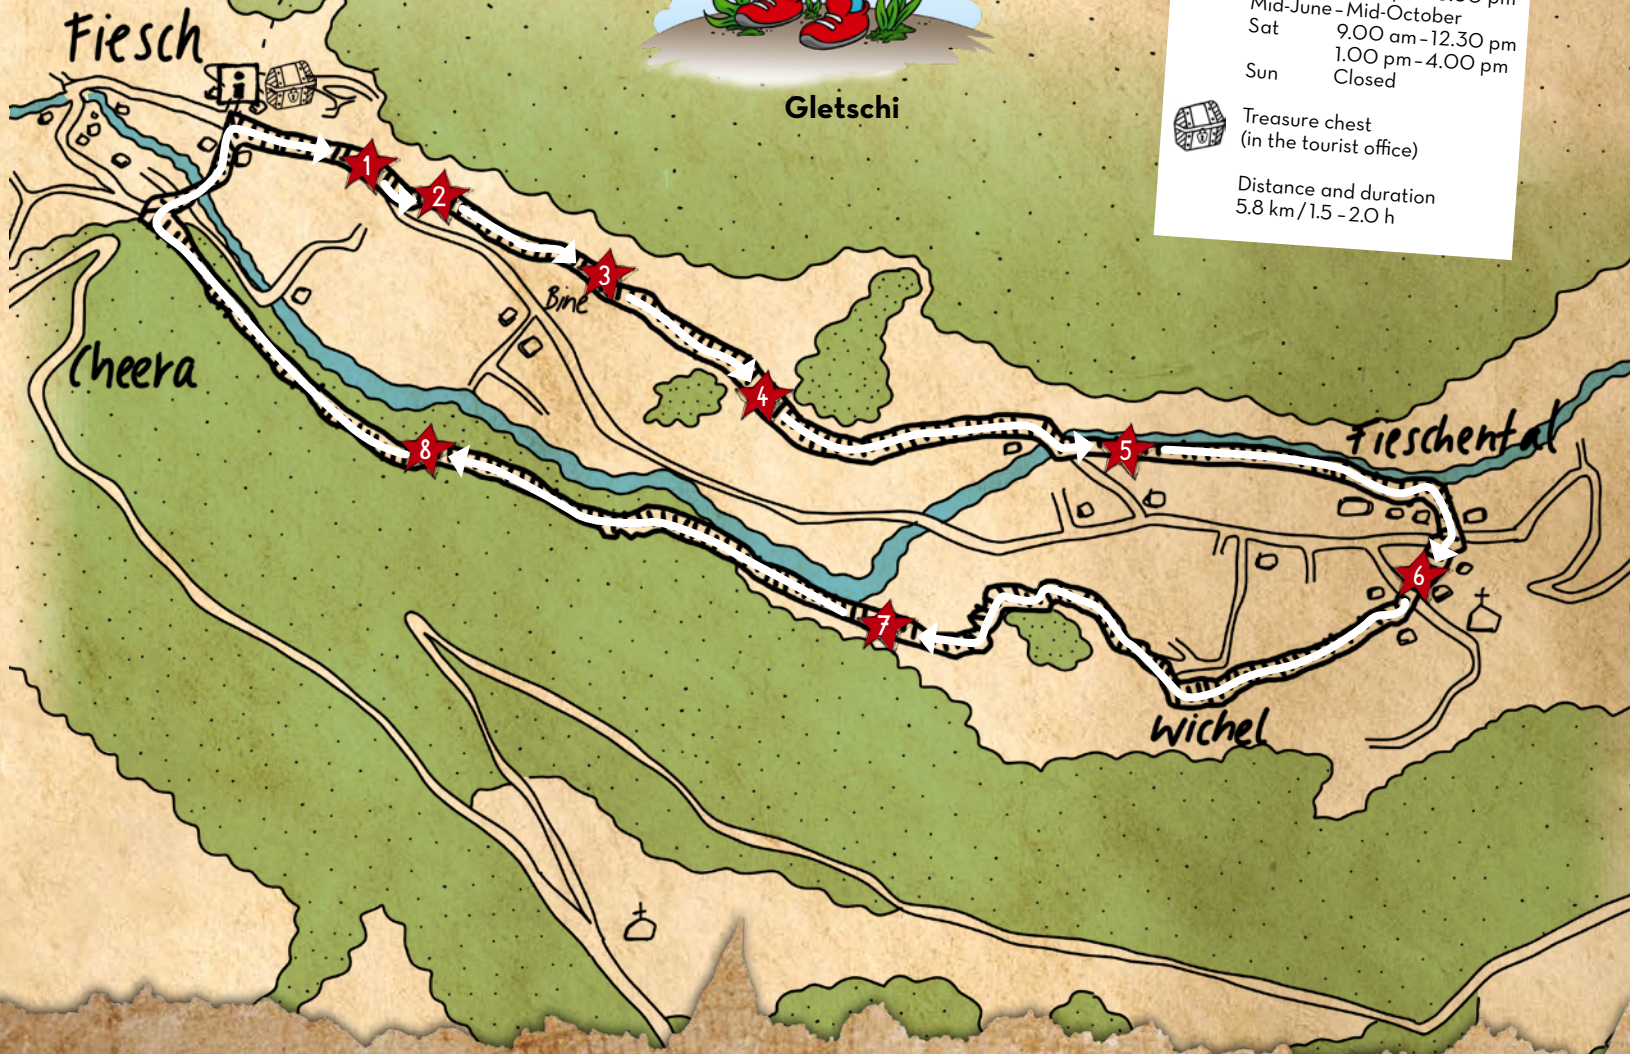 Fiesch
i
Gletschi
Mid-June – Mid-October
Sat 9.00 am – 12.30 pm
1.00 pm – 4.00 pm
Sun Closed
Treasure chest
(in the tourist office)
Distance and duration
5.8 km / 1.5 – 2.0 h
1
2
3
Bine
Cheera
4
5
Fieschental
8
6
7
Wichel